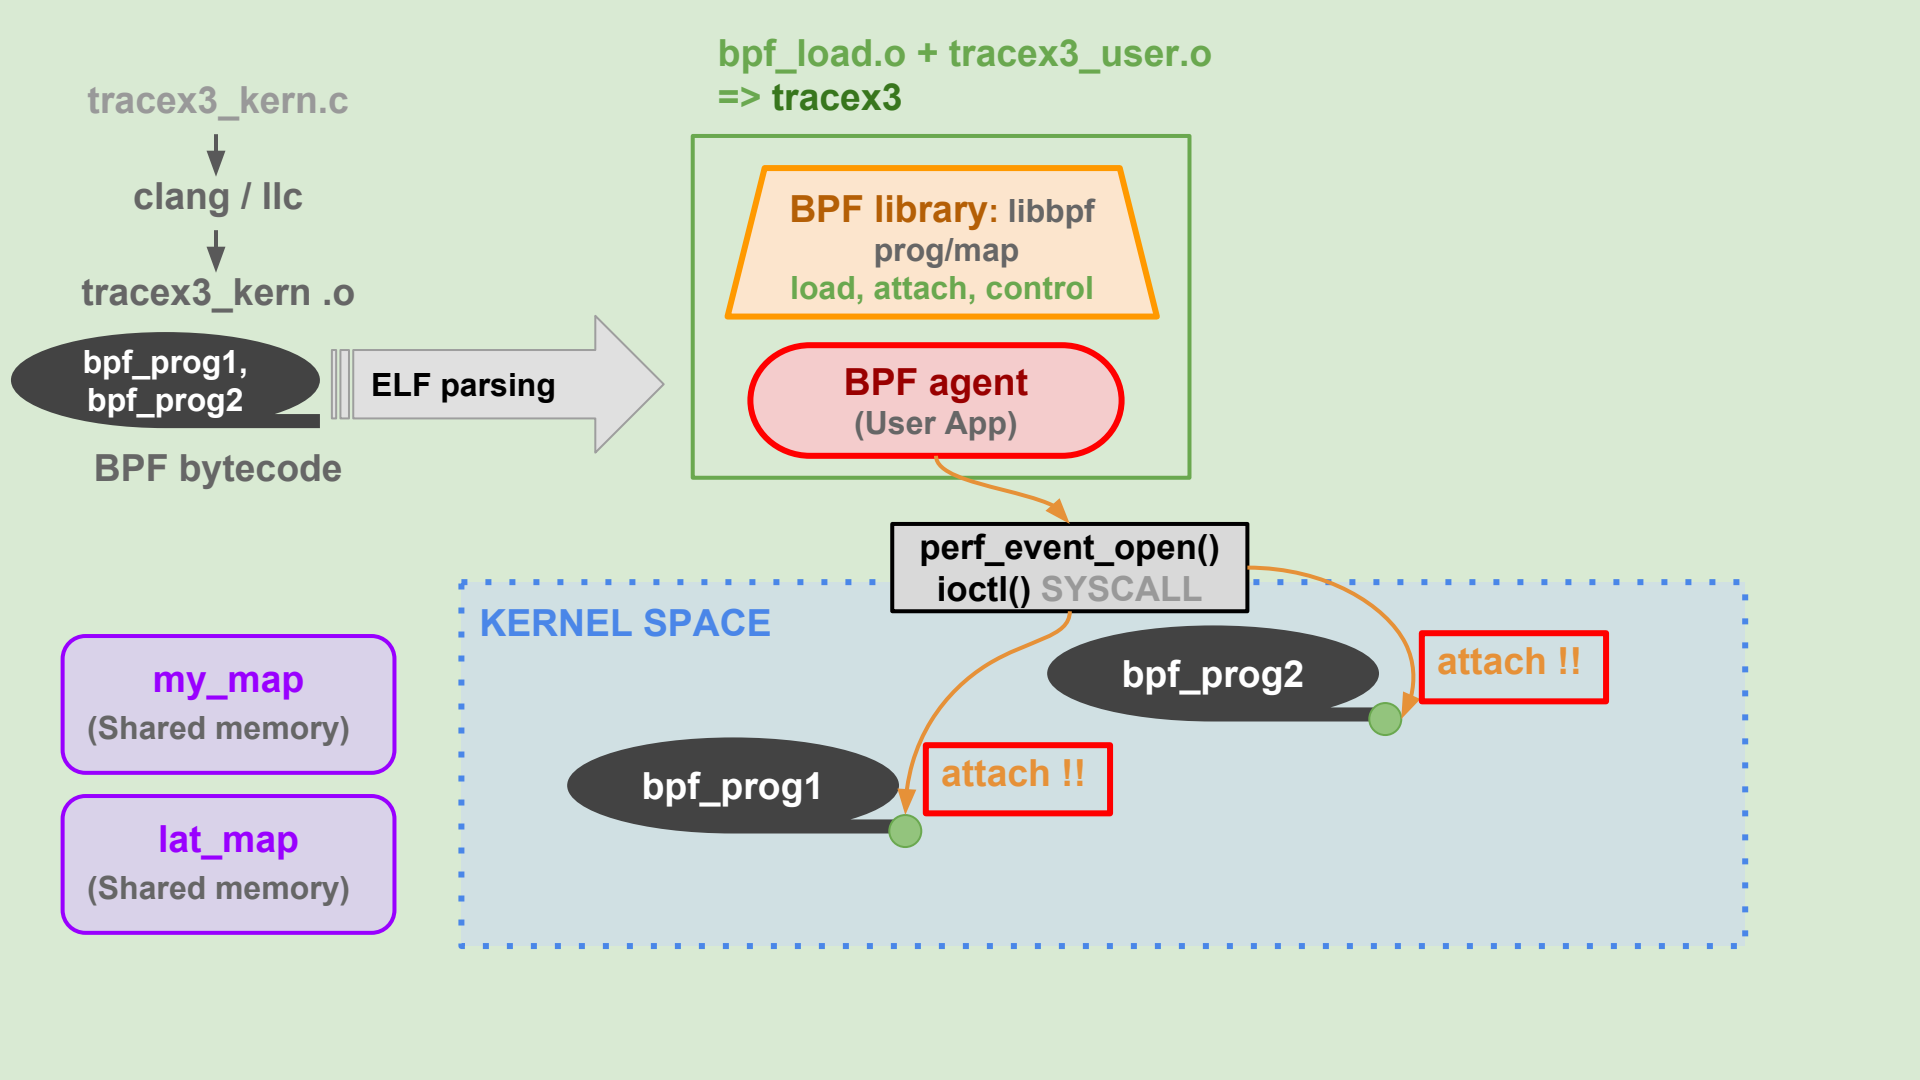 tracex3_kern.c
clang / llc
tracex3_kern .o
bpf_prog1,
bpf_prog2
BPF bytecode
ELF parsing
bpf_load.o + tracex3_user.o
=> tracex3
BPF library: libbpf
prog/map
load, attach, control
BPF agent
(User App)
perf_event_open()
ioctl() SYSCALL
KERNEL SPACE
bpf_prog2
attach !!
bpf_prog1
attach !!
my_map
(Shared memory)
lat_map
(Shared memory)